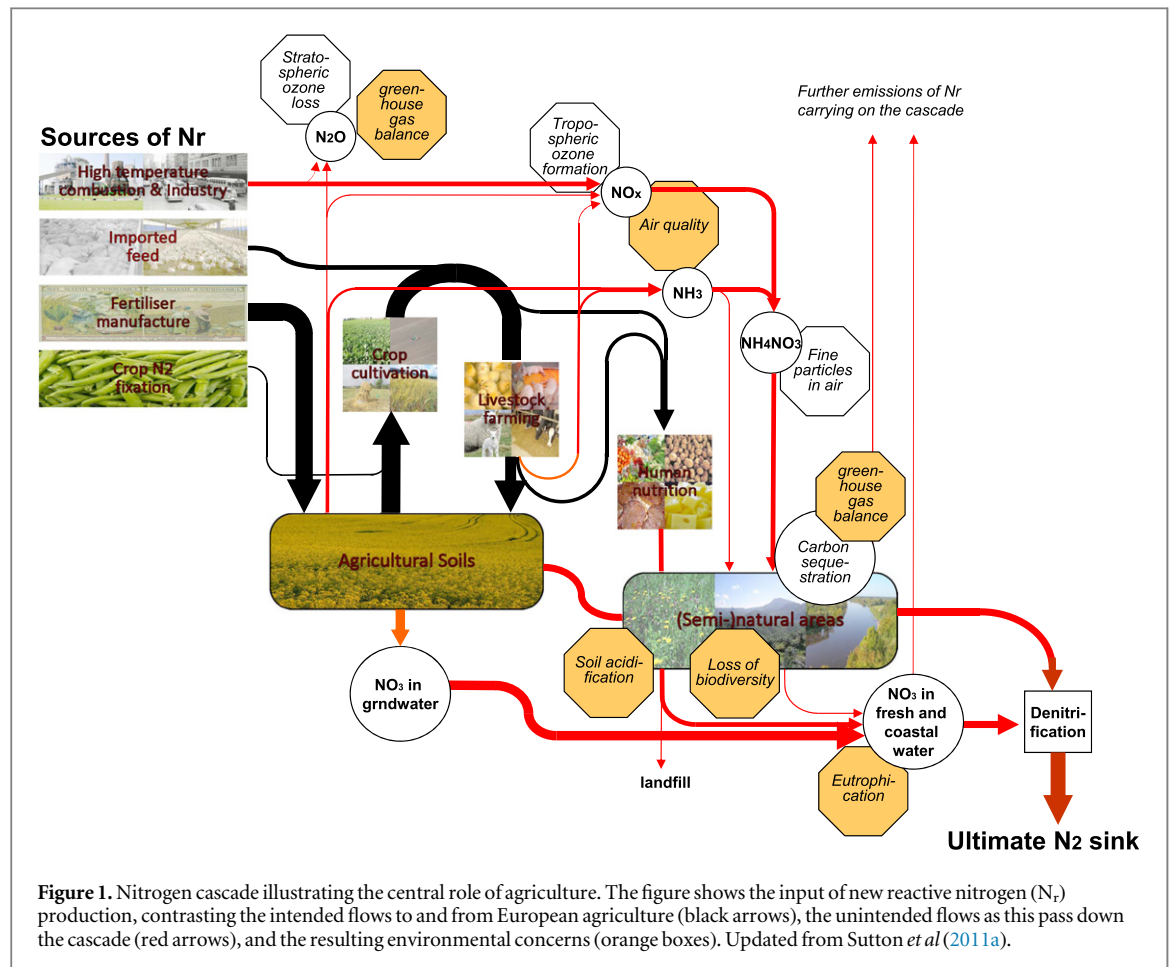 Strato-
spheric
ozone
loss
green-
house
gas
balance
N2O
Sources of Nr
High temperature
combustion & Industry
Imported
feed
Fertiliser
manufacture
Crop N2
fixation
Tropo-
spheric
ozone
formation
NOx
Air quality
NH3
Further emissions of Nr
carrying on the cascade
NH4NO3
Fine
particles
in air
Crop
cultivation
Livestock
farming
Human
nutrition
green-
house
gas
balance
Carbon
seque-
stration
Agricultural Soils
(Semi-)natural areas
Soil acidi-
fication
Loss of
biodiversity
NO3 in
grndwater
NO3 in
fresh and
coastal
water
Denitri-
fication
landfill
Eutrophi-
cation
Ultimate N2 sink
Figure 1. Nitrogen cascade illustrating the central role of agriculture. The figure shows the input of new reactive nitrogen (Nr)
production, contrasting the intended flows to and from European agriculture (black arrows), the unintended flows as this pass down
the cascade (red arrows), and the resulting environmental concerns (orange boxes). Updated from Sutton et al (2011a).